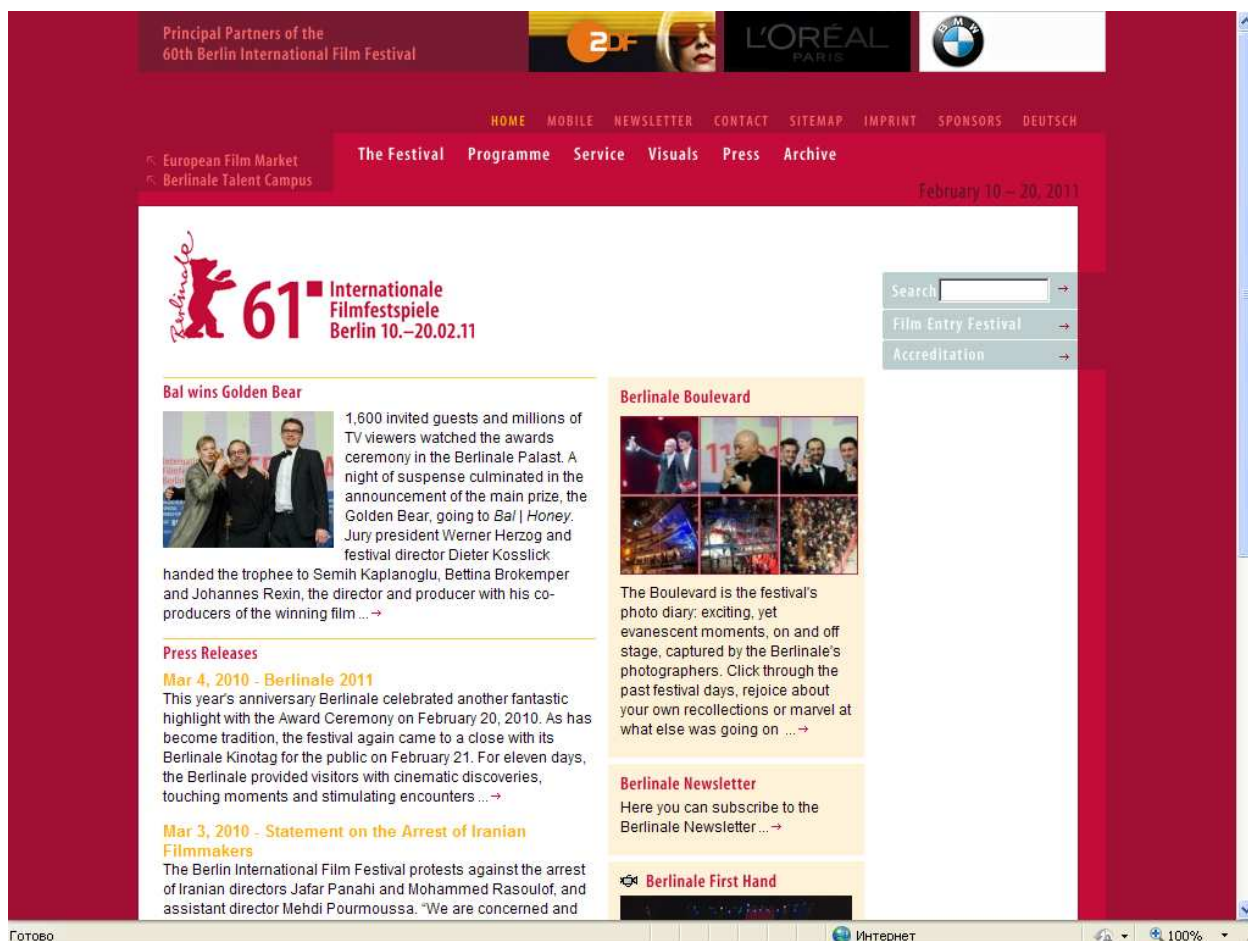 Principal Partners of the
60th Berlin International Film Festival
ZDF
L'ORÉAL
PARIS
BMW
HOME MOBILE NEWSLETTER CONTACT SITEMAP IMPRINT SPONSORS DEUTSCH
European Film Market
Berlinale Talent Campus
The Festival Programme Service Visuals Press Archive
February 10 – 20, 2011
Berlinale
61
Internationale
Filmfestspiele
Berlin 10.–20.02.11
Search
Film Entry Festival
Accreditation
Bal wins Golden Bear
1,600 invited guests and millions of
TV viewers watched the awards
ceremony in the Berlinale Palast. A
night of suspense culminated in the
announcement of the main prize, the
Golden Bear, going to Bal | Honey.
Jury president Werner Herzog and
festival director Dieter Kosslick
handed the trophee to Semih Kaplanoglu, Bettina Brokemper
and Johannes Rexin, the director and producer with his co-
producers of the winning film ...→
Press Releases
Mar 4, 2010 - Berlinale 2011
This year's anniversary Berlinale celebrated another fantastic
highlight with the Award Ceremony on February 20, 2010. As has
become tradition, the festival again came to a close with its
Berlinale Kinotag for the public on February 21. For eleven days,
the Berlinale provided visitors with cinematic discoveries,
touching moments and stimulating encounters ...→
Mar 3, 2010 - Statement on the Arrest of Iranian
Filmmakers
The Berlin International Film Festival protests against the arrest
of Iranian directors Jafar Panahi and Mohammed Rasoulof, and
assistant director Mehdi Pourmoussa. “We are concerned and
Berlinale Boulevard
The Boulevard is the festival's
photo diary: exciting, yet
evanescent moments, on and off
stage, captured by the Berlinale's
photographers. Click through the
past festival days, rejoice about
your own recollections or marvel at
what else was going on ...→
Berlinale Newsletter
Here you can subscribe to the
Berlinale Newsletter ...→
Berlinale First Hand
Готово
Интернет
100%